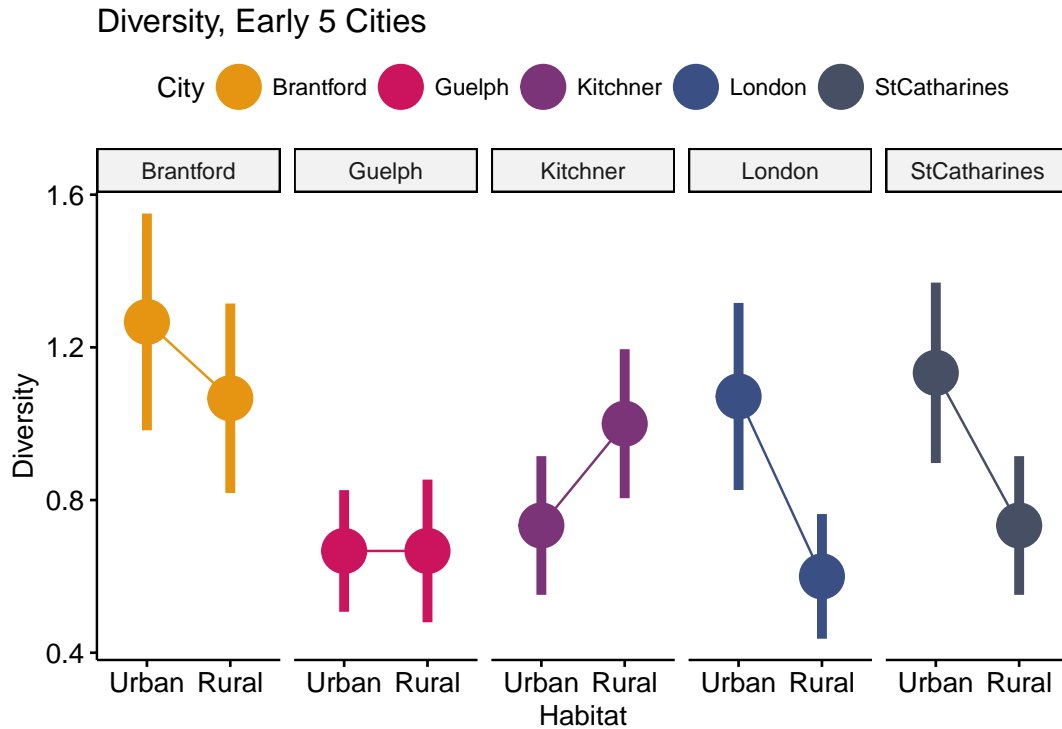 Diversity, Early 5 Cities
City Brantford Guelph Kitchner London StCatharines
Brantford Guelph Kitchner London StCatharines
1.6
1.2
0.8
0.4
Diversity
Urban Rural Urban Rural Urban Rural Urban Rural Urban Rural
Habitat